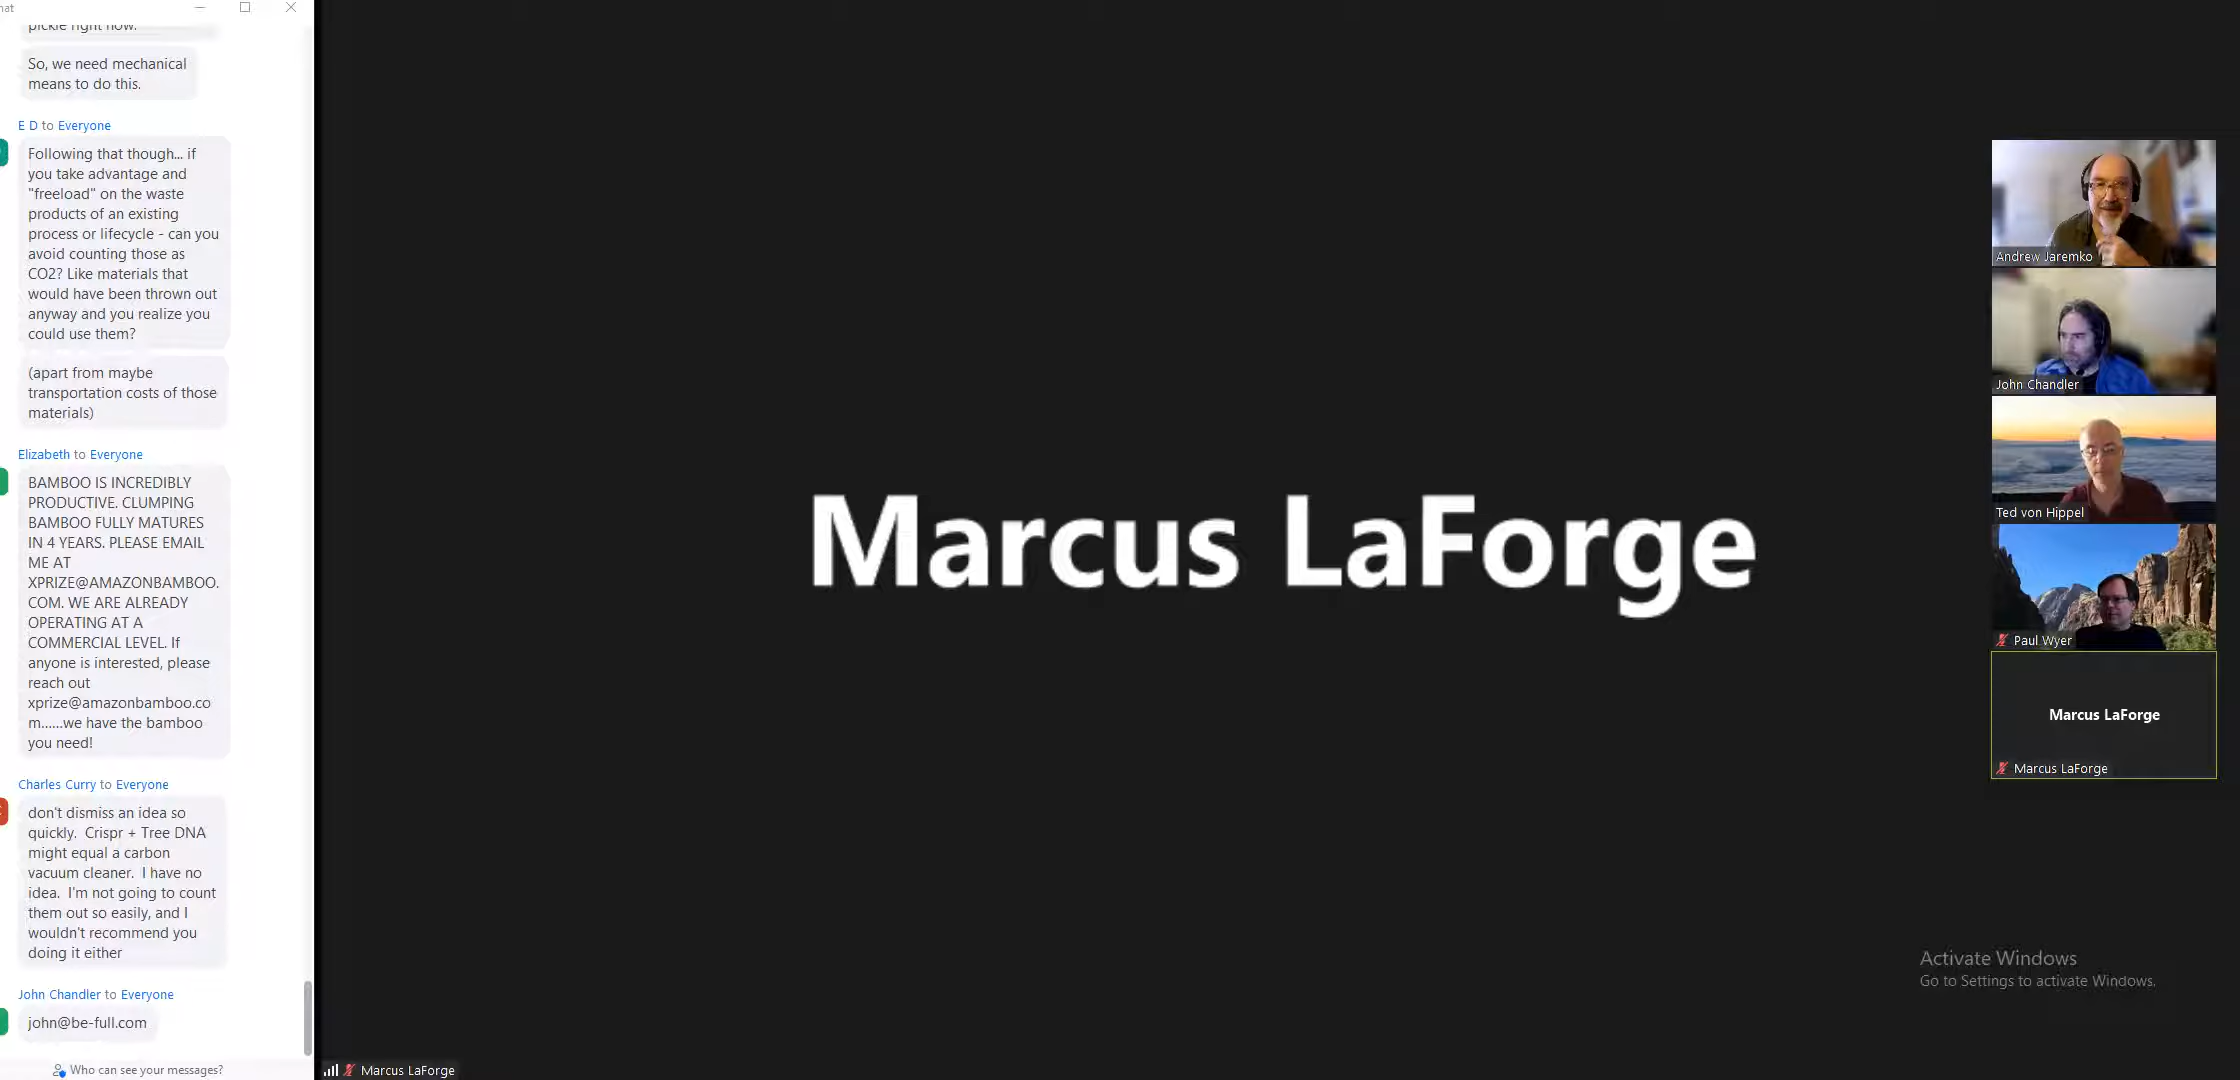 hat
pickle right now.
So, we need mechanical
means to do this.
E D to Everyone
Following that though... if
you take advantage and
"freeload" on the waste
products of an existing
process or lifecycle - can you
avoid counting those as
CO2? Like materials that
would have been thrown out
anyway and you realize you
could use them?
(apart from maybe
transportation costs of those
materials)
Elizabeth to Everyone
BAMBOO IS INCREDIBLY
PRODUCTIVE. CLUMPING
BAMBOO FULLY MATURES
IN 4 YEARS. PLEASE EMAIL
ME AT
XPRIZE@AMAZONBAMBOO.
COM. WE ARE ALREADY
OPERATING AT A
COMMERCIAL LEVEL. If
anyone is interested, please
reach out
xprize@amazonbamboo.co
m......we have the bamboo
you need!
Charles Curry to Everyone
don't dismiss an idea so
quickly.  Crispr + Tree DNA
might equal a carbon
vacuum cleaner.  I have no
idea.  I'm not going to count
them out so easily, and I
wouldn't recommend you
doing it either
John Chandler to Everyone
john@be-full.com
Who can see your messages?
Marcus LaForge
Marcus LaForge
Andrew Jaremko
John Chandler
Ted von Hippel
Paul Wyer
Marcus LaForge
Marcus LaForge
Activate Windows
Go to Settings to activate Windows.